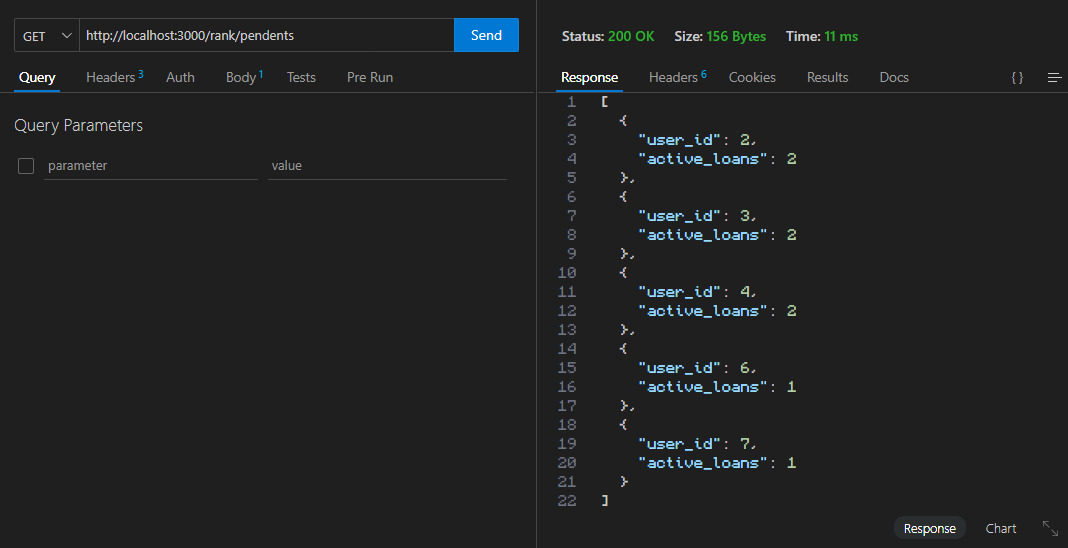 GET http://localhost:3000/rank/pendents Send
Query Headers 3 Auth Body 1 Tests Pre Run
Query Parameters
parameter value
Status: 200 OK Size: 156 Bytes Time: 11 ms
Response Headers 6 Cookies Results Docs { }
1 [
2 {
3 "user_id": 2,
4 "active_loans": 2
5 },
6 {
7 "user_id": 3,
8 "active_loans": 2
9 },
10 {
11 "user_id": 4,
12 "active_loans": 2
13 },
14 {
15 "user_id": 6,
16 "active_loans": 1
17 },
18 {
19 "user_id": 7,
20 "active_loans": 1
21 }
22 ]
Response Chart